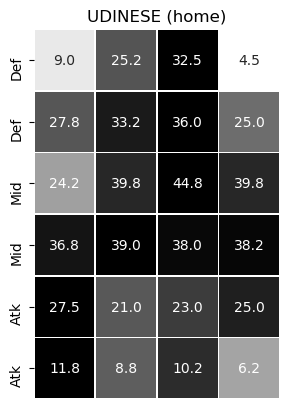 UDINESE (home)
Def 9.0 25.2 32.5 4.5
Def 27.8 33.2 36.0 25.0
Mid 24.2 39.8 44.8 39.8
Mid 36.8 39.0 38.0 38.2
Atk 27.5 21.0 23.0 25.0
Atk 11.8 8.8 10.2 6.2